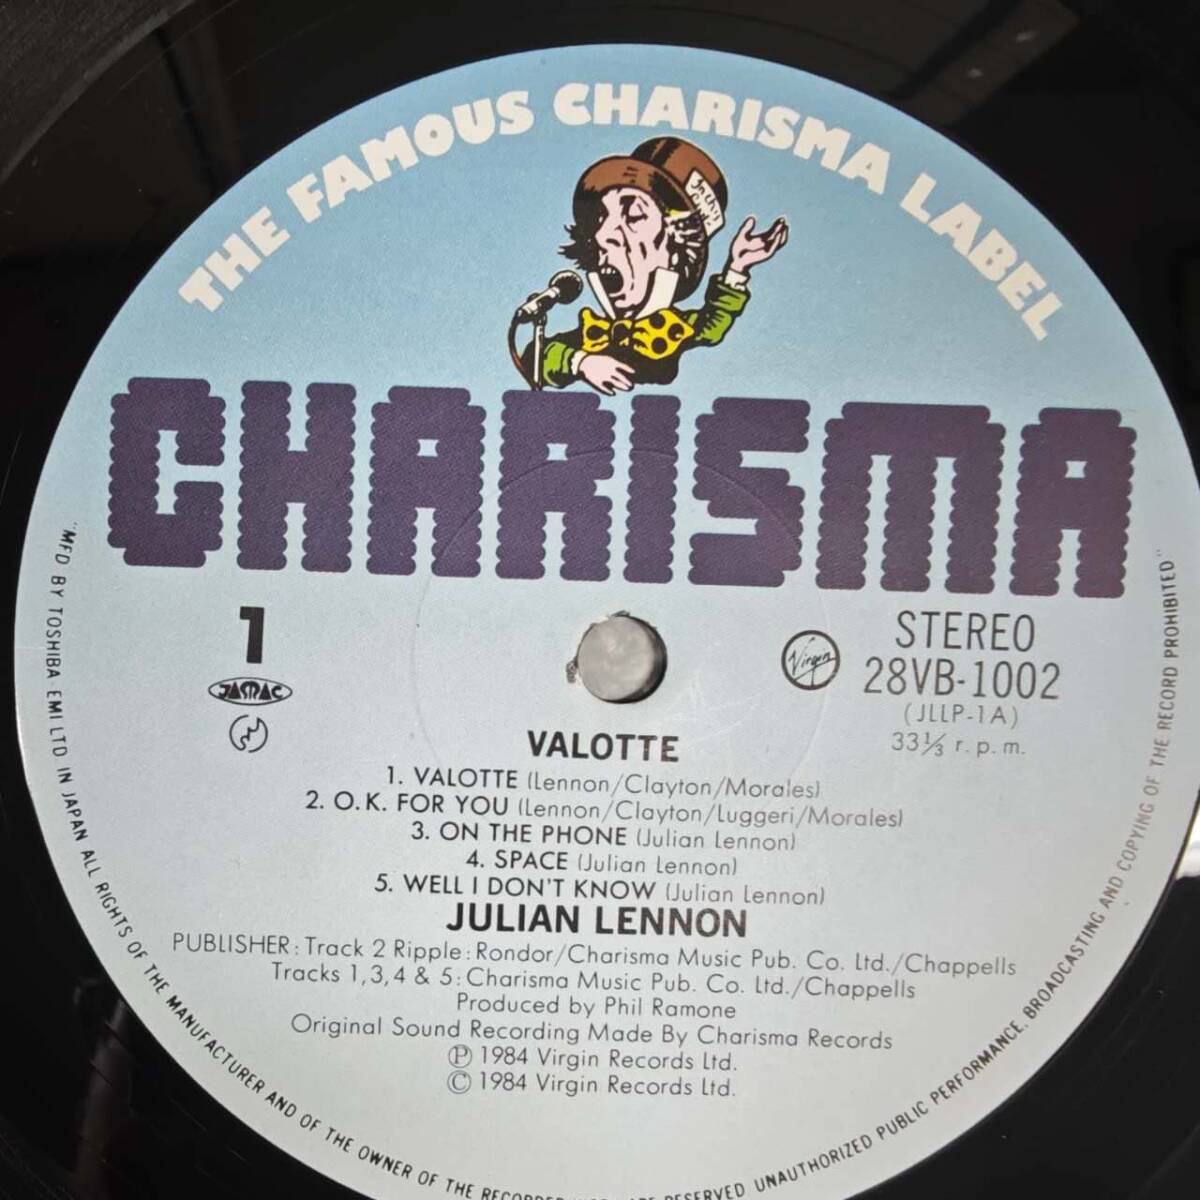 THE FAMOUS CHARISMA LABEL
CHARISMA
1
JASRAC
Virgin
STEREO
28VB-1002
(JLLP-1A)
33⅓ r.p.m.
VALOTTE
1. VALOTTE (Lennon/Clayton/Morales)
2. O.K. FOR YOU (Lennon/Clayton/Luggeri/Morales)
3. ON THE PHONE (Julian Lennon)
4. SPACE (Julian Lennon)
5. WELL I DON'T KNOW (Julian Lennon)
JULIAN LENNON
PUBLISHER: Track 2 Ripple: Rondor/Charisma Music Pub. Co. Ltd./Chappells
Tracks 1,3,4 & 5: Charisma Music Pub. Co. Ltd./Chappells
Produced by Phil Ramone
Original Sound Recording Made By Charisma Records
Ⓟ 1984 Virgin Records Ltd.
© 1984 Virgin Records Ltd.
"MFD BY TOSHIBA EMI LTD IN JAPAN ALL RIGHTS OF THE MANUFACTURER AND OF THE OWNER OF THE RESERVED UNAUTHORIZED PUBLIC PERFORMANCE. BROADCASTING AND COPYING OF THE RECORD PROHIBITED"